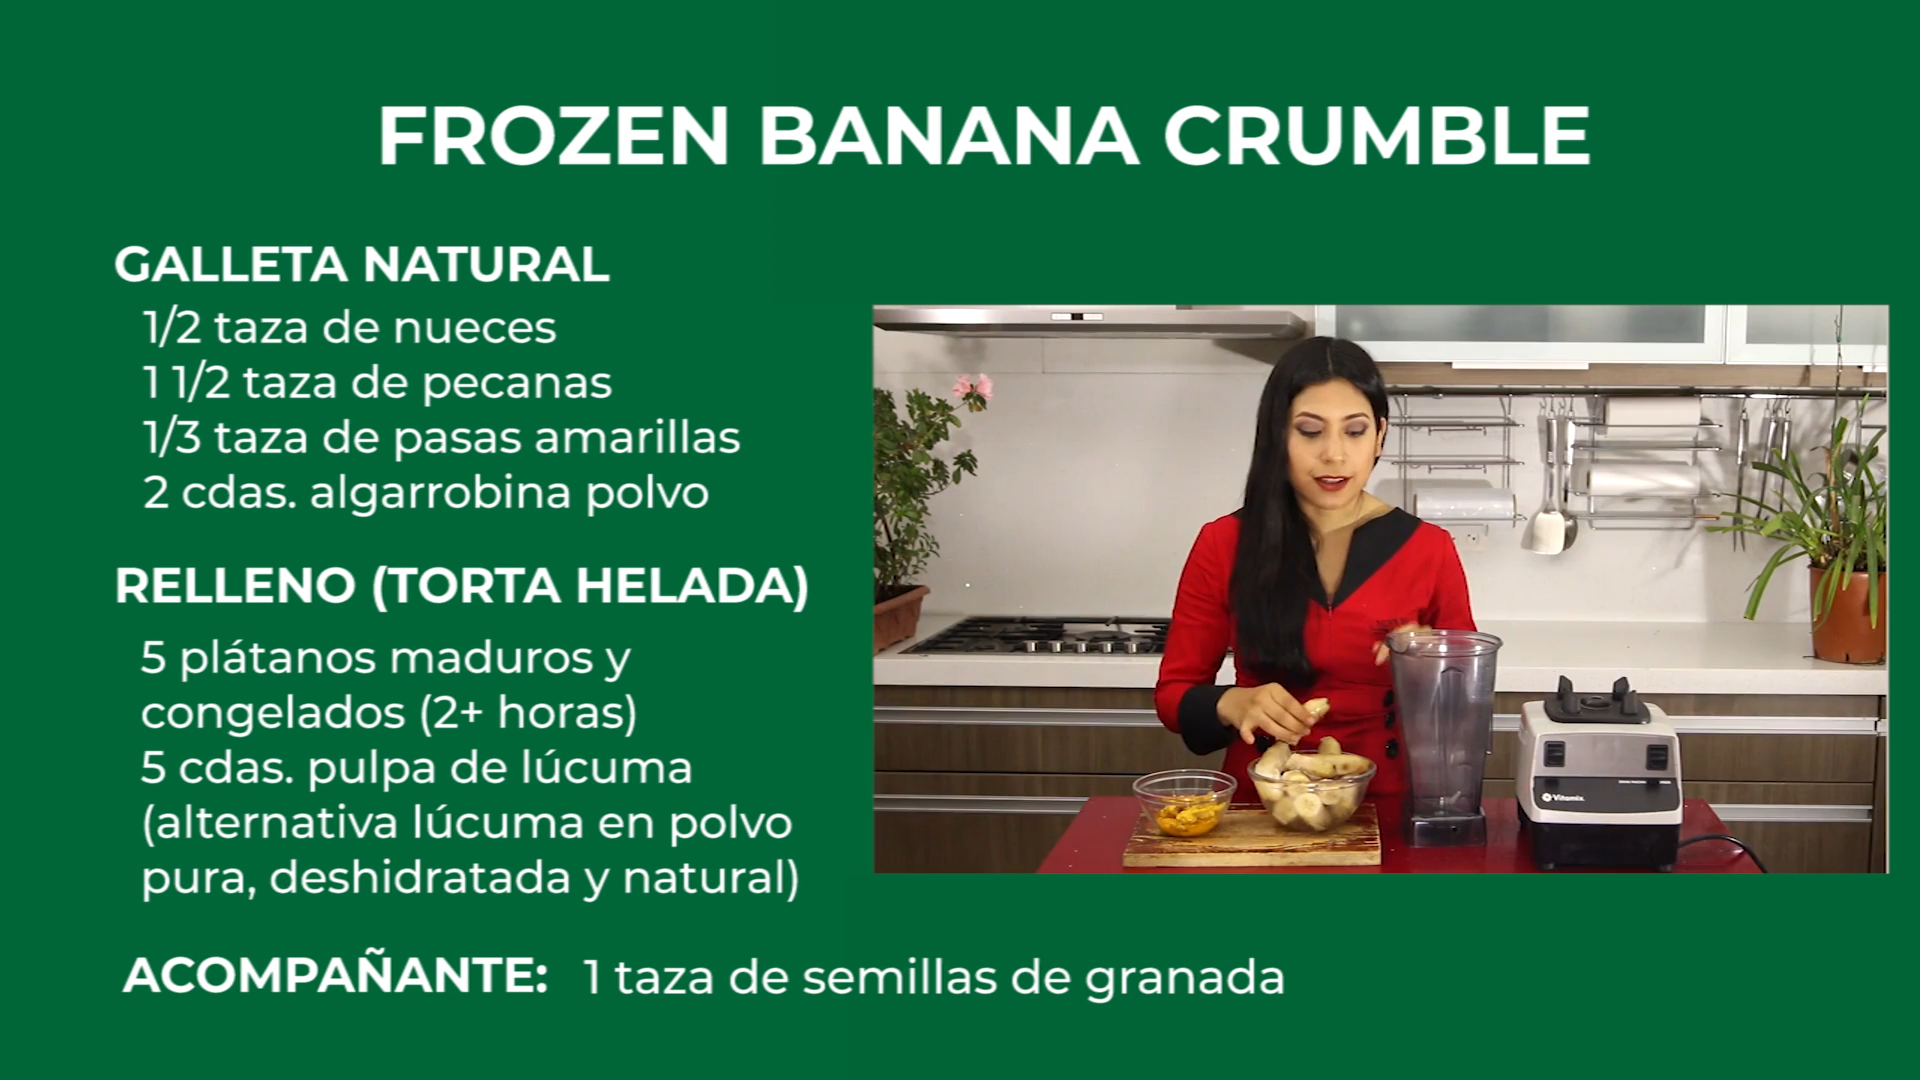 FROZEN BANANA CRUMBLE
GALLETA NATURAL
1/2 taza de nueces
1 1/2 taza de pecanas
1/3 taza de pasas amarillas
2 cdas. algarrobina polvo
RELLENO (TORTA HELADA)
5 plátanos maduros y
congelados (2+ horas)
5 cdas. pulpa de lúcuma
(alternativa lúcuma en polvo
pura, deshidratada y natural)
ACOMPAÑANTE: 1 taza de semillas de granada
Vitamix